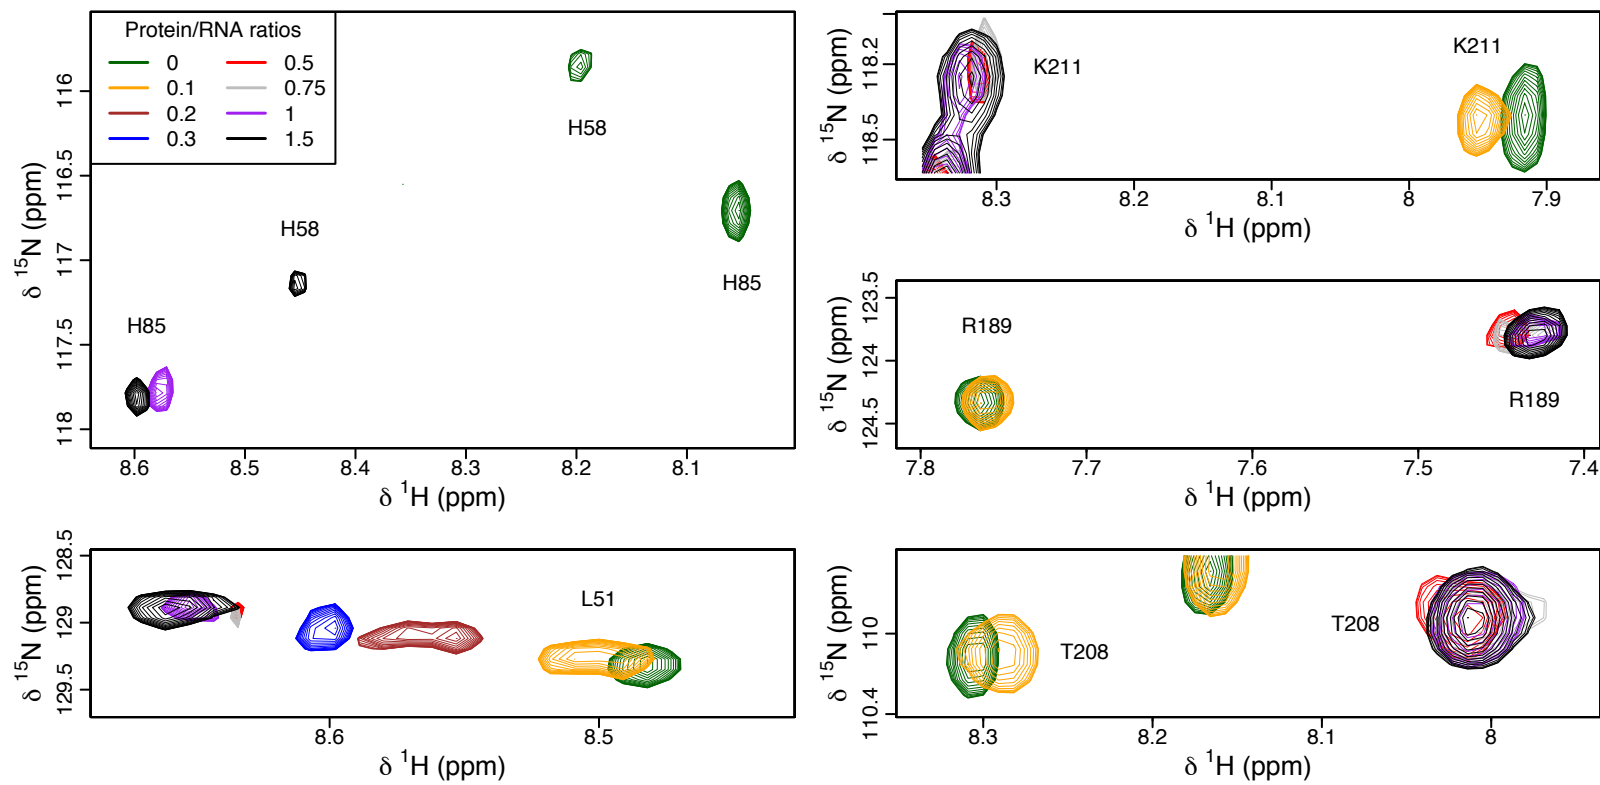 Protein/RNA ratios
0 0.5
0.1 0.75
0.2 1
0.3 1.5
H58
H85
H58
H85
116
116.5
117
117.5
118
δ ¹⁵N (ppm)
8.6 8.5 8.4 8.3 8.2 8.1
δ ¹H (ppm)
K211
K211
118.2
118.5
δ ¹⁵N (ppm)
8.3 8.2 8.1 8 7.9
δ ¹H (ppm)
R189
R189
123.5
124
124.5
δ ¹⁵N (ppm)
7.8 7.7 7.6 7.5 7.4
δ ¹H (ppm)
L51
128.5
129
129.5
δ ¹⁵N (ppm)
8.6 8.5
δ ¹H (ppm)
T208
T208
110
110.4
δ ¹⁵N (ppm)
8.3 8.2 8.1 8
δ ¹H (ppm)